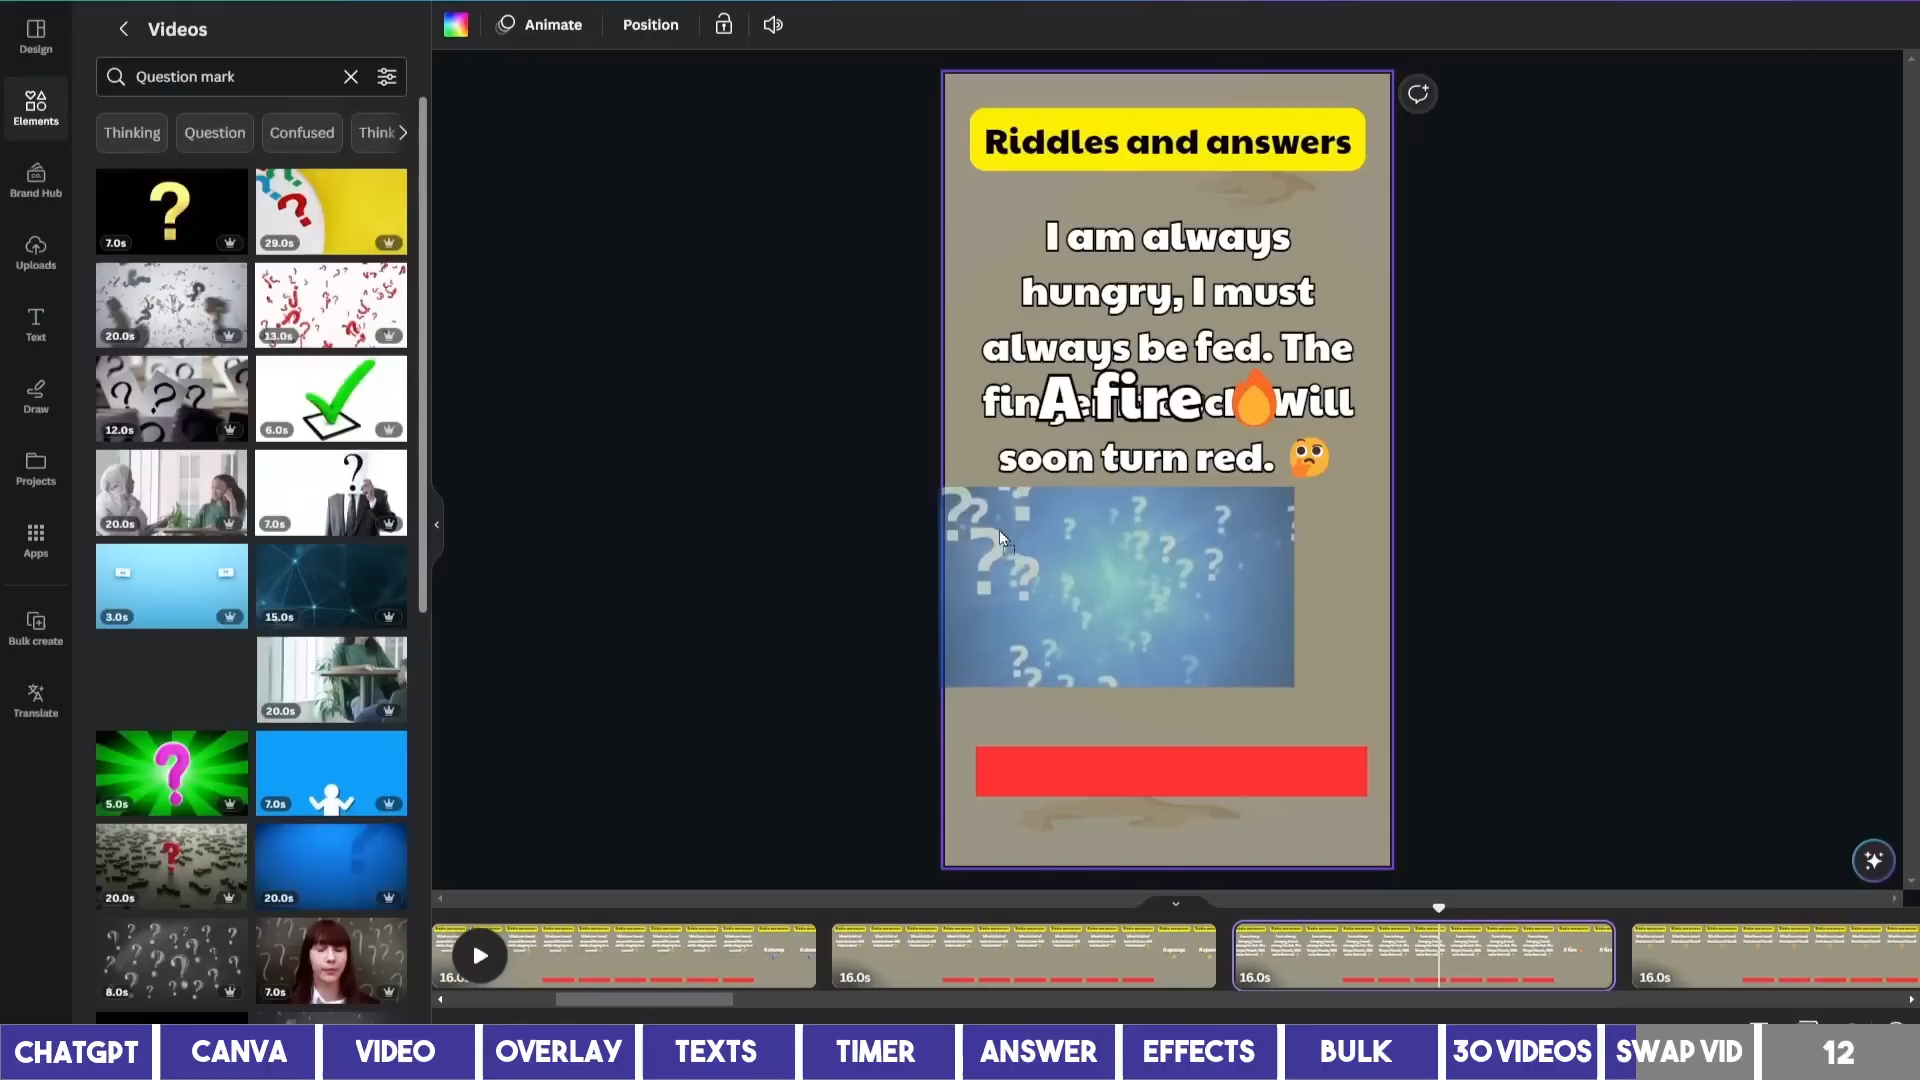 Design
Videos
Animate
Position
Question mark
Elements
Thinking
Question
Confused
Think
Brand Hub
Uploads
Text
Draw
Projects
Apps
Bulk create
Translate
7.0s
29.0s
20.0s
13.0s
12.0s
6.0s
20.0s
7.0s
3.0s
15.0s
20.0s
5.0s
7.0s
20.0s
20.0s
8.0s
7.0s
Riddles and answers
I am always
hungry, I must
always be fed. The
A fire
Will
soon turn red.
16.0s
16.0s
16.0s
CHATGPT
CANVA
VIDEO
OVERLAY
TEXTS
TIMER
ANSWER
EFFECTS
BULK
30 VIDEOS
SWAP VID
12